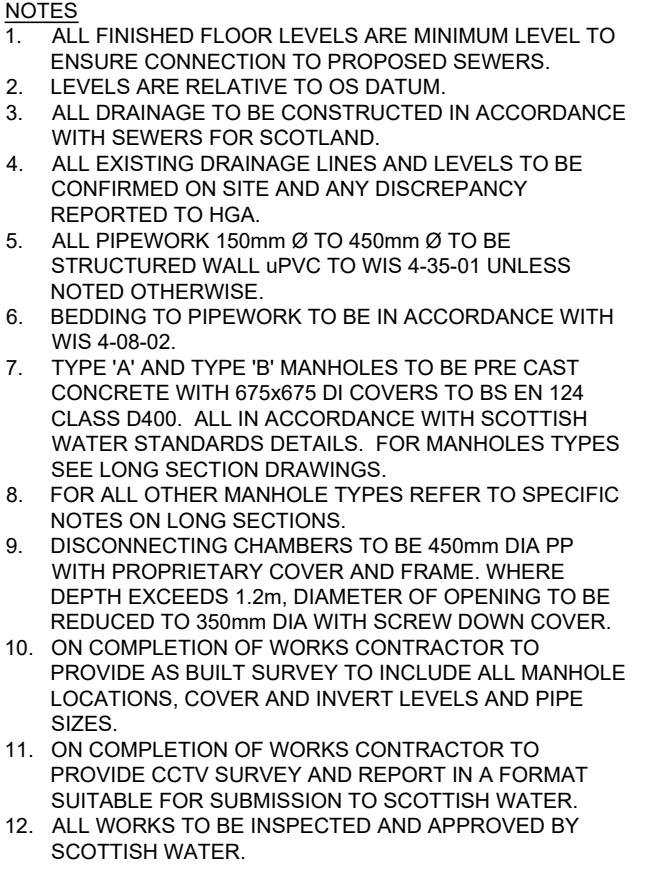 NOTES
1. ALL FINISHED FLOOR LEVELS ARE MINIMUM LEVEL TO
ENSURE CONNECTION TO PROPOSED SEWERS.
2. LEVELS ARE RELATIVE TO OS DATUM.
3. ALL DRAINAGE TO BE CONSTRUCTED IN ACCORDANCE
WITH SEWERS FOR SCOTLAND.
4. ALL EXISTING DRAINAGE LINES AND LEVELS TO BE
CONFIRMED ON SITE AND ANY DISCREPANCY
REPORTED TO HGA.
5. ALL PIPEWORK 150mm Ø TO 450mm Ø TO BE
STRUCTURED WALL uPVC TO WIS 4-35-01 UNLESS
NOTED OTHERWISE.
6. BEDDING TO PIPEWORK TO BE IN ACCORDANCE WITH
WIS 4-08-02.
7. TYPE 'A' AND TYPE 'B' MANHOLES TO BE PRE CAST
CONCRETE WITH 675x675 DI COVERS TO BS EN 124
CLASS D400. ALL IN ACCORDANCE WITH SCOTTISH
WATER STANDARDS DETAILS. FOR MANHOLES TYPES
SEE LONG SECTION DRAWINGS.
8. FOR ALL OTHER MANHOLE TYPES REFER TO SPECIFIC
NOTES ON LONG SECTIONS.
9. DISCONNECTING CHAMBERS TO BE 450mm DIA PP
WITH PROPRIETARY COVER AND FRAME. WHERE
DEPTH EXCEEDS 1.2m, DIAMETER OF OPENING TO BE
REDUCED TO 350mm DIA WITH SCREW DOWN COVER.
10. ON COMPLETION OF WORKS CONTRACTOR TO
PROVIDE AS BUILT SURVEY TO INCLUDE ALL MANHOLE
LOCATIONS, COVER AND INVERT LEVELS AND PIPE
SIZES.
11. ON COMPLETION OF WORKS CONTRACTOR TO
PROVIDE CCTV SURVEY AND REPORT IN A FORMAT
SUITABLE FOR SUBMISSION TO SCOTTISH WATER.
12. ALL WORKS TO BE INSPECTED AND APPROVED BY
SCOTTISH WATER.